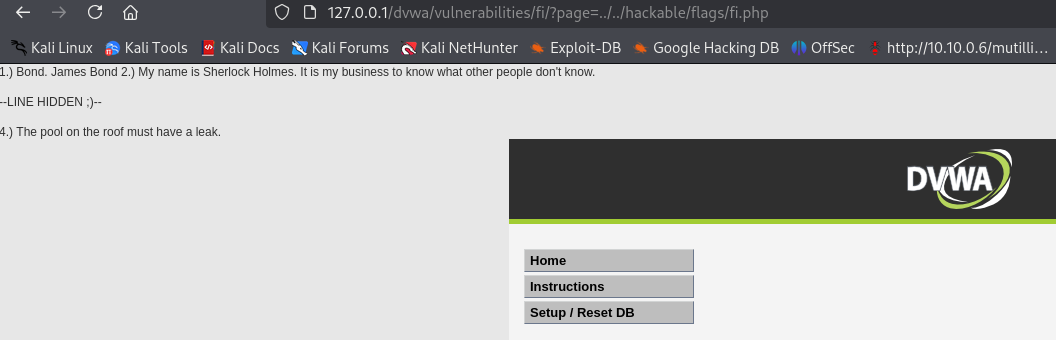 127.0.0.1/dvwa/vulnerabilities/fi/?page=../../hackable/flags/fi.php
Kali Linux Kali Tools Kali Docs Kali Forums Kali NetHunter Exploit-DB Google Hacking DB OffSec http://10.10.0.6/mutilli...
1.) Bond. James Bond 2.) My name is Sherlock Holmes. It is my business to know what other people don't know.
--LINE HIDDEN ;)--
4.) The pool on the roof must have a leak.
DVWA
Home
Instructions
Setup / Reset DB